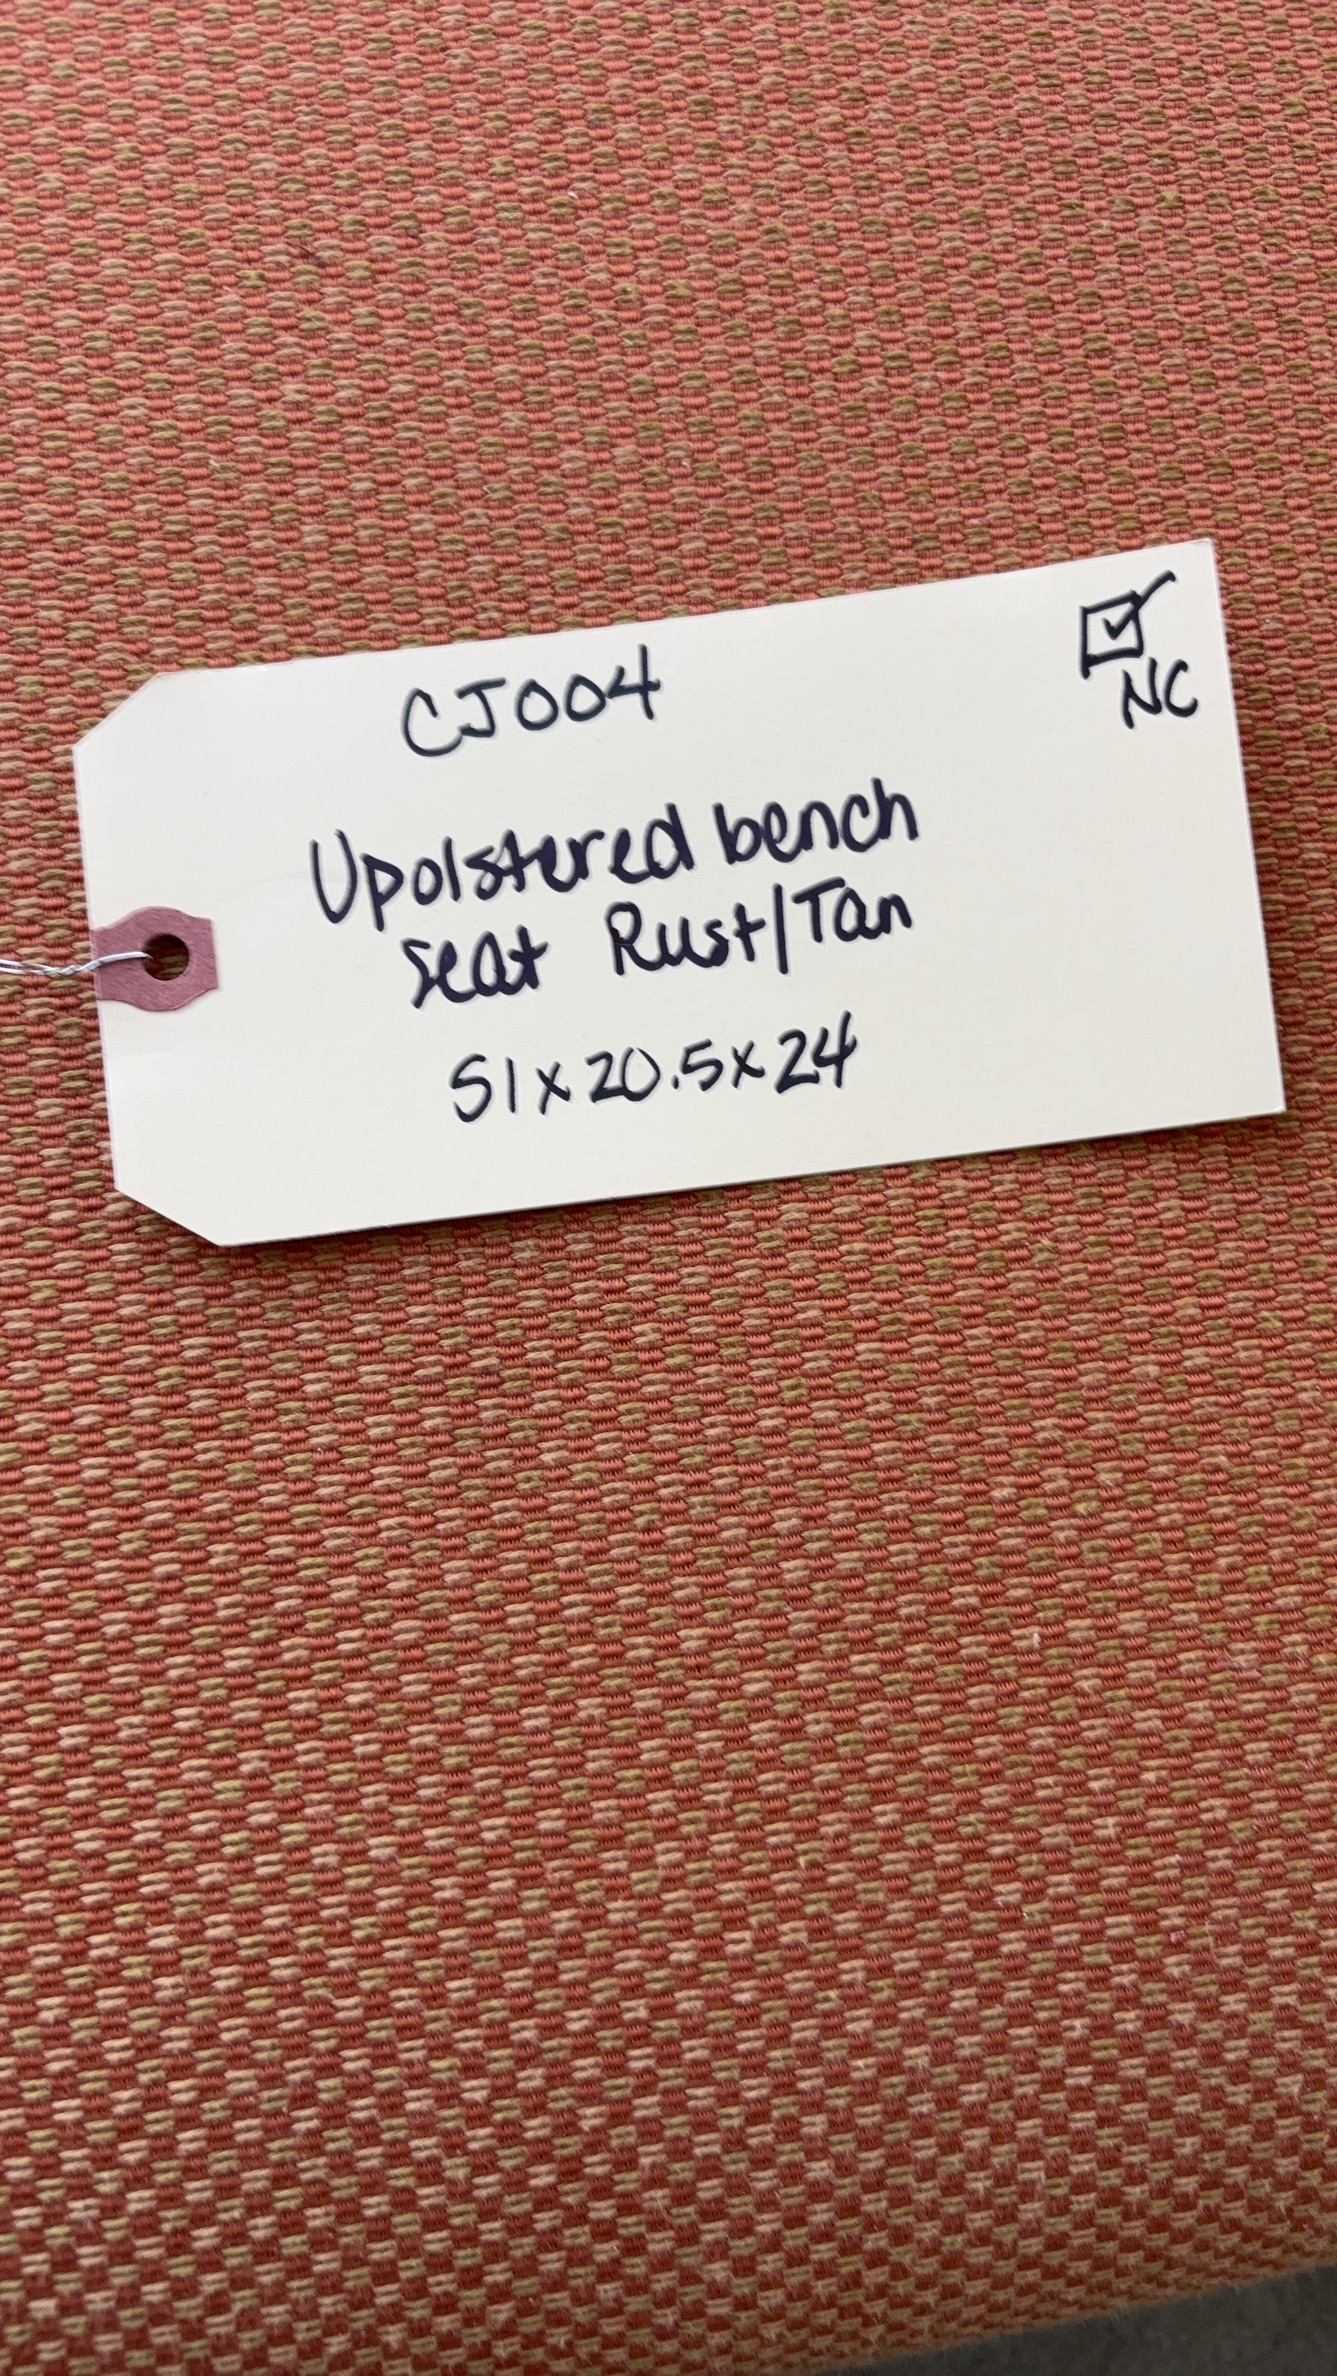 CJ004
☑
NC
Upolstered bench
seat Rust/Tan
51x20.5x24